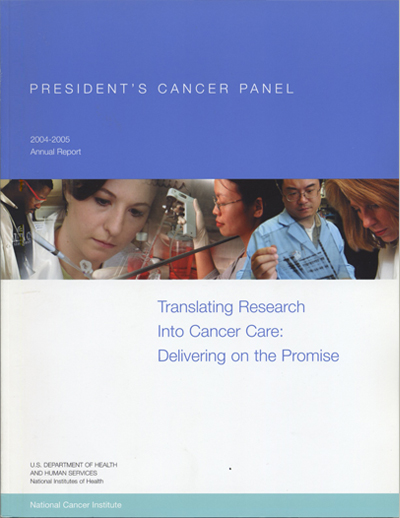 PRESIDENT'S CANCER PANEL
2004-2005
Annual Report
Translating Research
Into Cancer Care:
Delivering on the Promise
U.S. DEPARTMENT OF HEALTH
AND HUMAN SERVICES
National Institutes of Health
National Cancer Institute